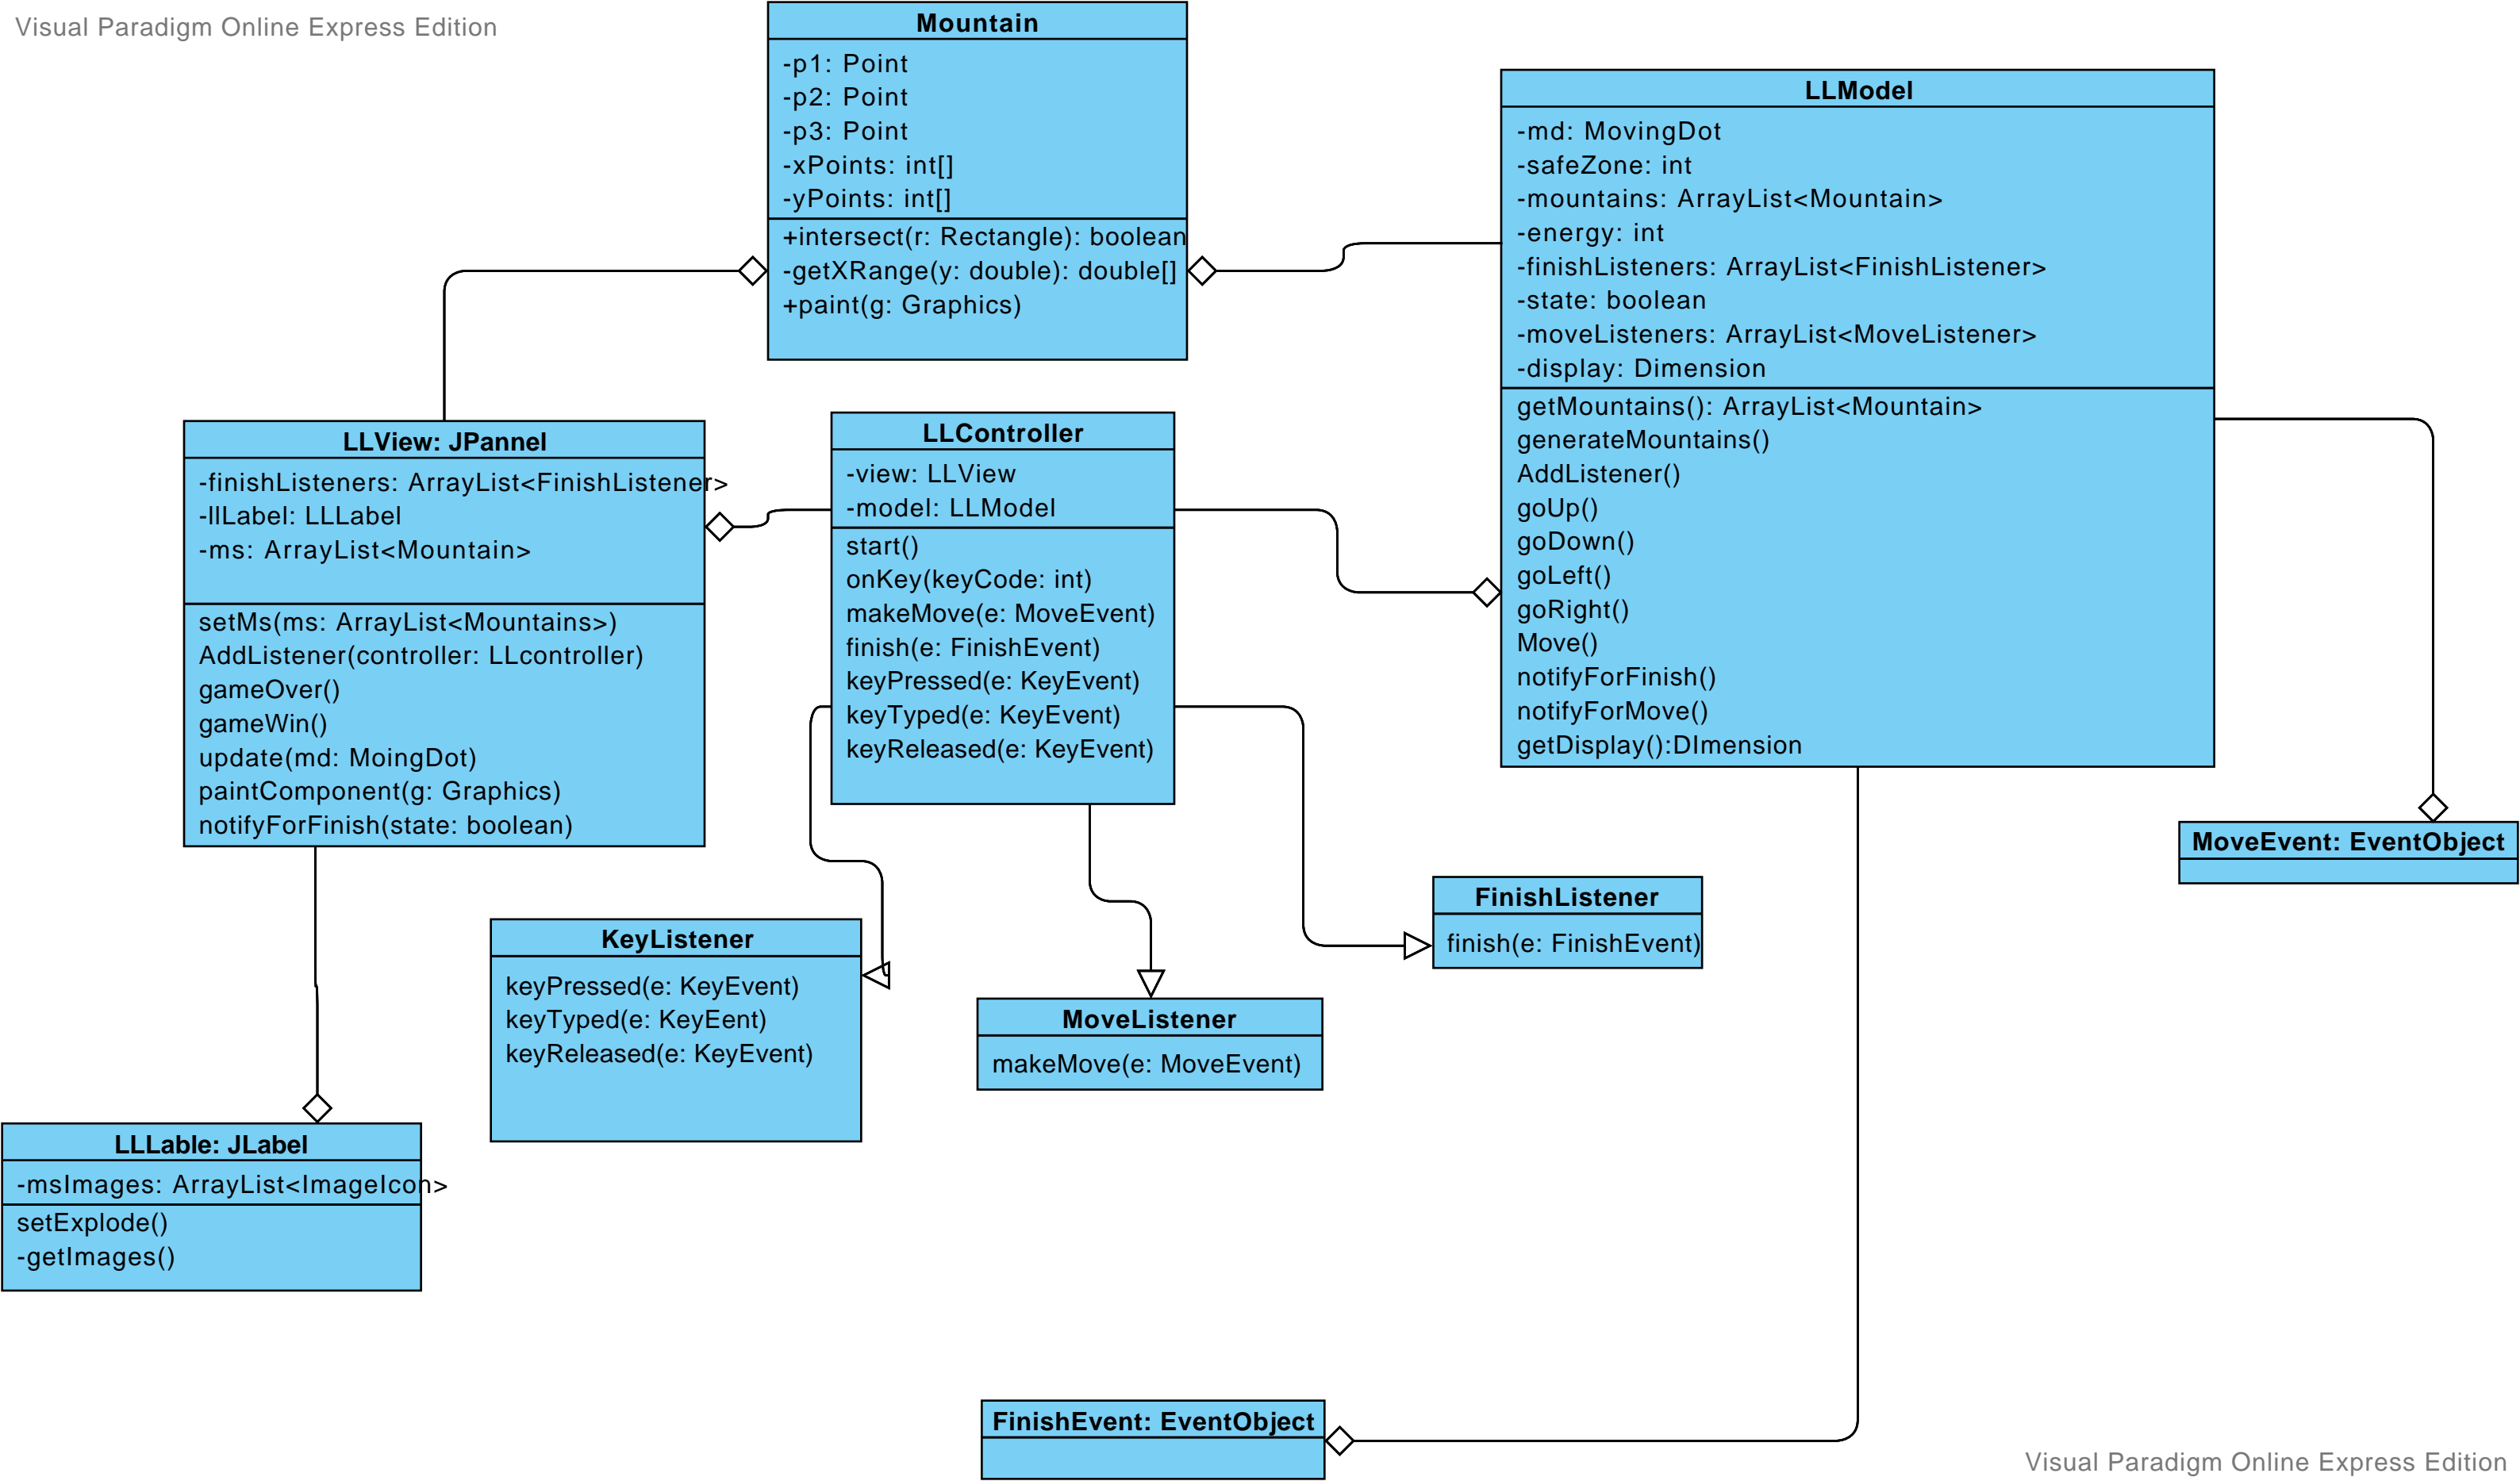 Visual Paradigm Online Express Edition
Mountain
-p1: Point
-p2: Point
-p3: Point
-xPoints: int[]
-yPoints: int[]
+intersect(r: Rectangle): boolean
-getXRange(y: double): double[]
+paint(g: Graphics)
LLModel
-md: MovingDot
-safeZone: int
-mountains: ArrayList<Mountain>
-energy: int
-finishListeners: ArrayList<FinishListener>
-state: boolean
-moveListeners: ArrayList<MoveListener>
-display: Dimension
getMountains(): ArrayList<Mountain>
generateMountains()
AddListener()
goUp()
goDown()
goLeft()
goRight()
Move()
notifyForFinish()
notifyForMove()
getDisplay():DImension
LLView: JPannel
-finishListeners: ArrayList<FinishListener>
-llLabel: LLLabel
-ms: ArrayList<Mountain>
setMs(ms: ArrayList<Mountains>)
AddListener(controller: LLcontroller)
gameOver()
gameWin()
update(md: MoingDot)
paintComponent(g: Graphics)
notifyForFinish(state: boolean)
LLController
-view: LLView
-model: LLModel
start()
onKey(keyCode: int)
makeMove(e: MoveEvent)
finish(e: FinishEvent)
keyPressed(e: KeyEvent)
keyTyped(e: KeyEvent)
keyReleased(e: KeyEvent)
MoveEvent: EventObject
FinishListener
finish(e: FinishEvent)
KeyListener
keyPressed(e: KeyEvent)
keyTyped(e: KeyEent)
keyReleased(e: KeyEvent)
MoveListener
makeMove(e: MoveEvent)
LLLable: JLabel
-msImages: ArrayList<ImageIcon>
setExplode()
-getImages()
FinishEvent: EventObject
Visual Paradigm Online Express Edition